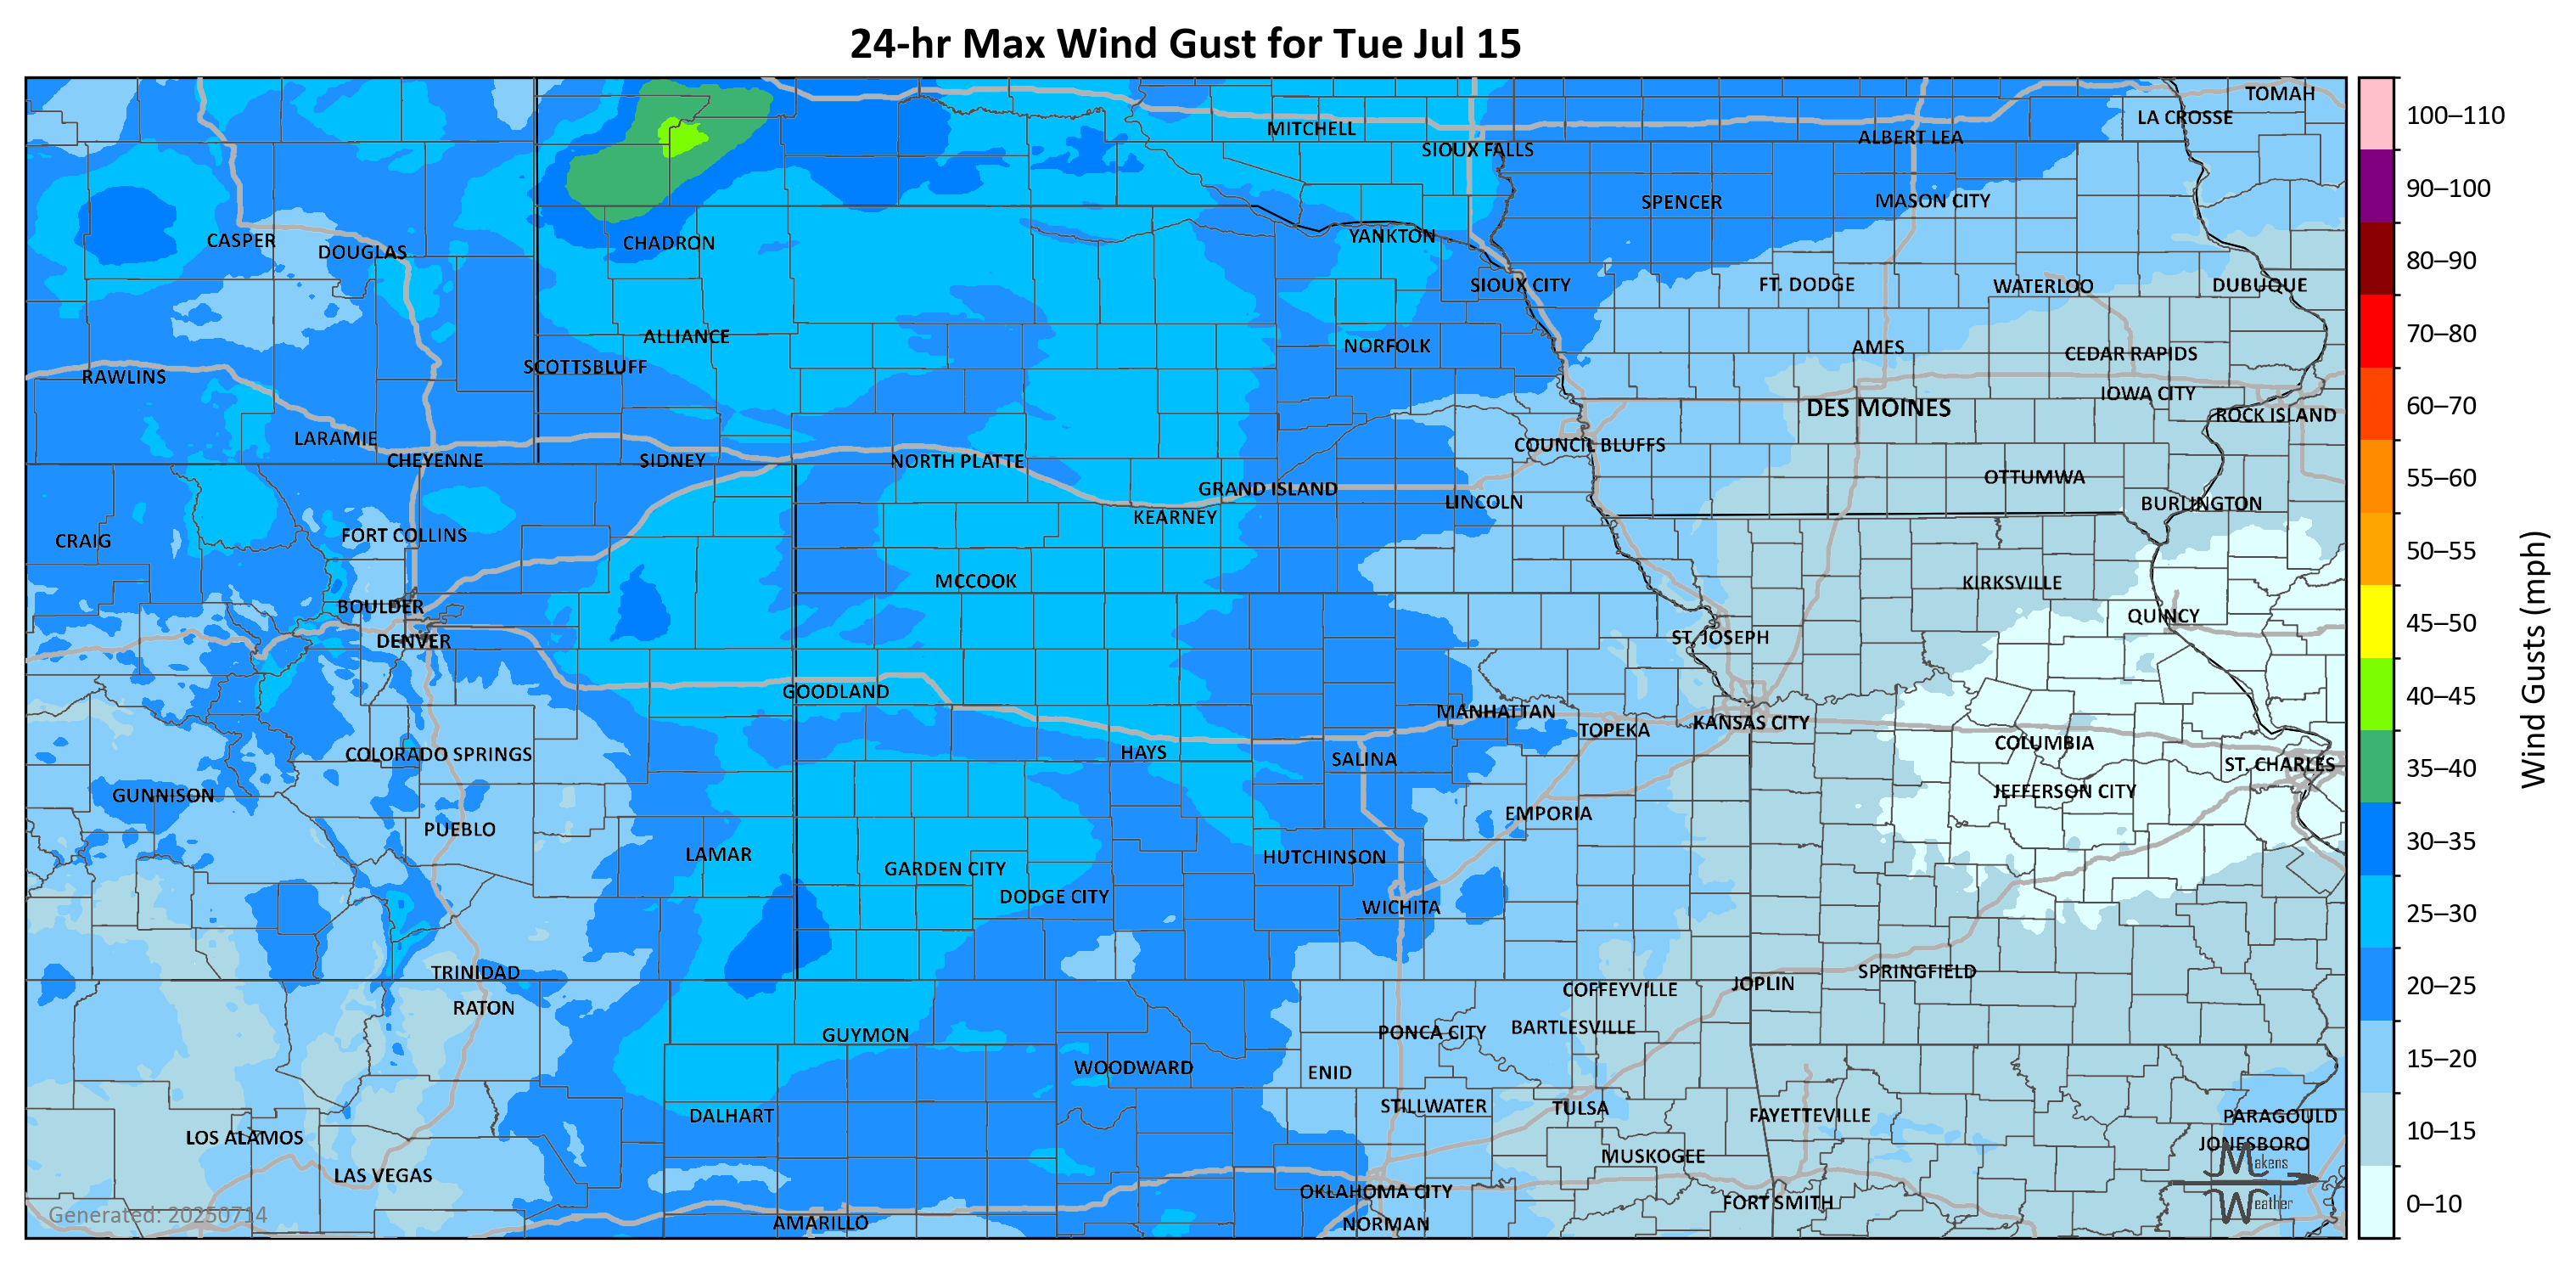 24-hr Max Wind Gust for Tue Jul 15
TOMAH
LA CROSSE
MITCHELL
ALBERT LEA
SIOUX FALLS
SPENCER
MASON CITY
CASPER
DOUGLAS
CHADRON
YANKTON
SIOUX CITY
FT. DODGE
WATERLOO
DUBUQUE
ALLIANCE
NORFOLK
AMES
CEDAR RAPIDS
SCOTTSBLUFF
RAWLINS
IOWA CITY
DES MOINES
ROCK ISLAND
LARAMIE
COUNCIL BLUFFS
CHEYENNE
SIDNEY
NORTH PLATTE
OTTUMWA
GRAND ISLAND
LINCOLN
BURLINGTON
KEARNEY
CRAIG
FORT COLLINS
MCCOOK
KIRKSVILLE
BOULDER
QUINCY
DENVER
ST. JOSEPH
GOODLAND
MANHATTAN
TOPEKA
KANSAS CITY
COLORADO SPRINGS
HAYS
SALINA
COLUMBIA
ST. CHARLES
GUNNISON
JEFFERSON CITY
PUEBLO
EMPORIA
LAMAR
GARDEN CITY
HUTCHINSON
DODGE CITY
WICHITA
TRINIDAD
SPRINGFIELD
JOPLIN
COFFEYVILLE
RATON
GUYMON
PONCA CITY
BARTLESVILLE
WOODWARD
ENID
DALHART
STILLWATER
TULSA
FAYETTEVILLE
PARAGOULD
LOS ALAMOS
JONESBORO
LAS VEGAS
MUSKOGEE
Makens
Weather
OKLAHOMA CITY
FORT SMITH
Generated: 20250714
AMARILLO
NORMAN
100–110
90–100
80–90
70–80
60–70
55–60
50–55
45–50
40–45
35–40
30–35
25–30
20–25
15–20
10–15
0–10
Wind Gusts (mph)